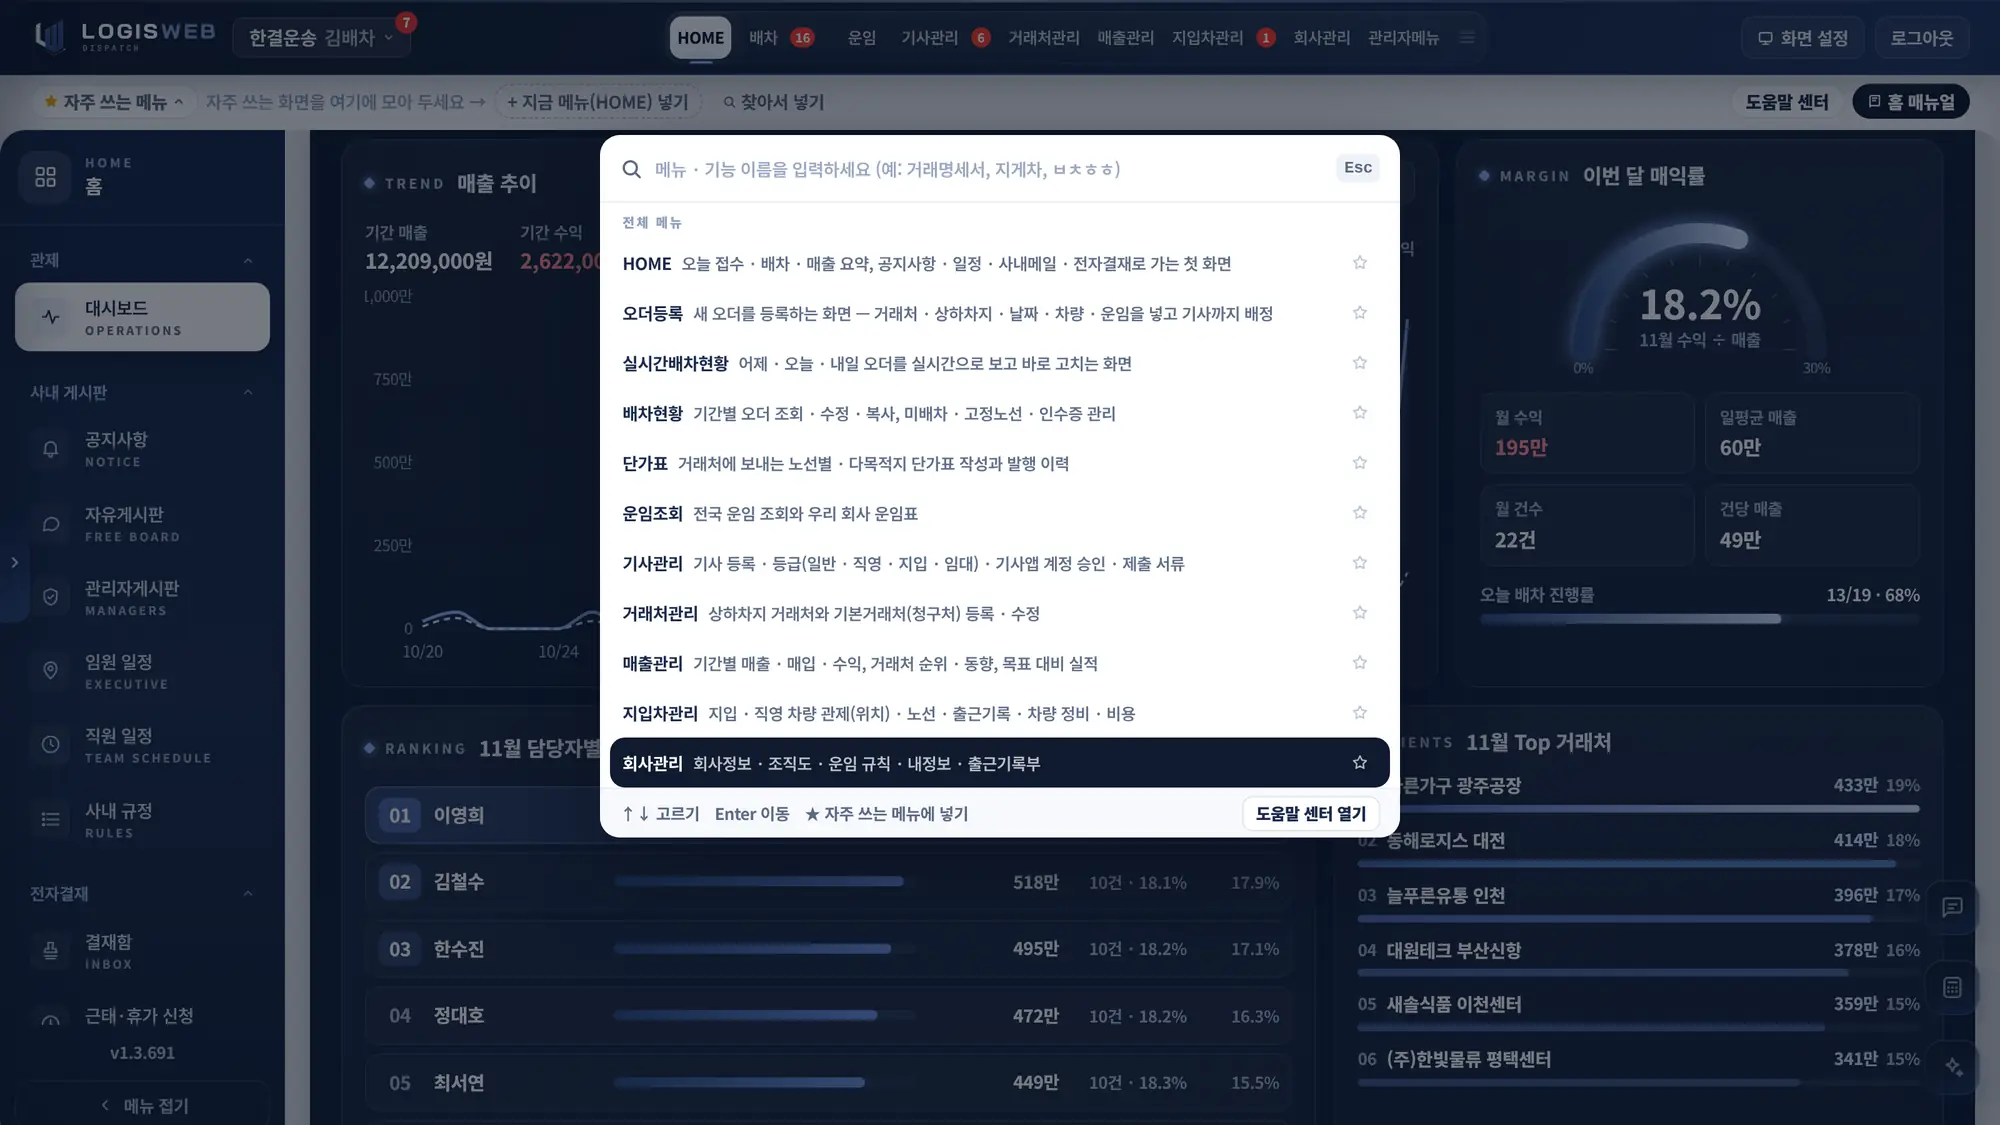 LOGISWEB
DISPATCH
한결운송 김배차
7
HOME
배차 16
운임
기사관리 6
거래처관리
매출관리
지입차관리 1
회사관리
관리자메뉴
화면 설정
로그아웃
★ 자주 쓰는 메뉴
자주 쓰는 화면을 여기에 모아 두세요 →
+ 지금 메뉴(HOME) 넣기
찾아서 넣기
도움말 센터
홈 매뉴얼
HOME
홈
관제
대시보드
OPERATIONS
사내 게시판
공지사항
NOTICE
자유게시판
FREE BOARD
관리자게시판
MANAGERS
임원 일정
EXECUTIVE
직원 일정
TEAM SCHEDULE
사내 규정
RULES
전자결재
결재함
INBOX
근태·휴가 신청
v1.3.691
메뉴 접기
TREND 매출 추이
기간 매출
12,209,000원
기간 수익
2,622,00
1,000만
750만
500만
250만
0
10/20
10/24
익
메뉴 · 기능 이름을 입력하세요 (예: 거래명세서, 지게차, ㅂㅊㅎㅎ)
Esc
전체 메뉴
HOME 오늘 접수 · 배차 · 매출 요약, 공지사항 · 일정 · 사내메일 · 전자결재로 가는 첫 화면
오더등록 새 오더를 등록하는 화면 — 거래처 · 상하차지 · 날짜 · 차량 · 운임을 넣고 기사까지 배정
실시간배차현황 어제 · 오늘 · 내일 오더를 실시간으로 보고 바로 고치는 화면
배차현황 기간별 오더 조회 · 수정 · 복사, 미배차 · 고정노선 · 인수증 관리
단가표 거래처에 보내는 노선별 · 다목적지 단가표 작성과 발행 이력
운임조회 전국 운임 조회와 우리 회사 운임표
기사관리 기사 등록 · 등급(일반 · 직영 · 지입 · 임대) · 기사앱 계정 승인 · 제출 서류
거래처관리 상하차지 거래처와 기본거래처(청구처) 등록 · 수정
매출관리 기간별 매출 · 매입 · 수익, 거래처 순위 · 동향, 목표 대비 실적
지입차관리 지입 · 직영 차량 관제(위치) · 노선 · 출근기록 · 차량 정비 · 비용
회사관리 회사정보 · 조직도 · 운임 규칙 · 내정보 · 출근기록부
↑↓ 고르기 Enter 이동 ★ 자주 쓰는 메뉴에 넣기
도움말 센터 열기
MARGIN 이번 달 매익률
18.2%
11월 수익 ÷ 매출
0%
30%
월 수익
195만
일평균 매출
60만
월 건수
22건
건당 매출
49만
오늘 배차 진행률
13/19 · 68%
RANKING 11월 담당자별
01 이영희
02 김철수 518만 10건 · 18.1% 17.9%
03 한수진 495만 10건 · 18.2% 17.1%
04 정대호 472만 10건 · 18.2% 16.3%
05 최서연 449만 10건 · 18.3% 15.5%
ENTS 11월 Top 거래처
른가구 광주공장 433만 19%
02 동해로지스 대전 414만 18%
03 늘푸른유통 인천 396만 17%
04 대원테크 부산신항 378만 16%
05 새솔식품 이천센터 359만 15%
06 (주)한빛물류 평택센터 341만 15%